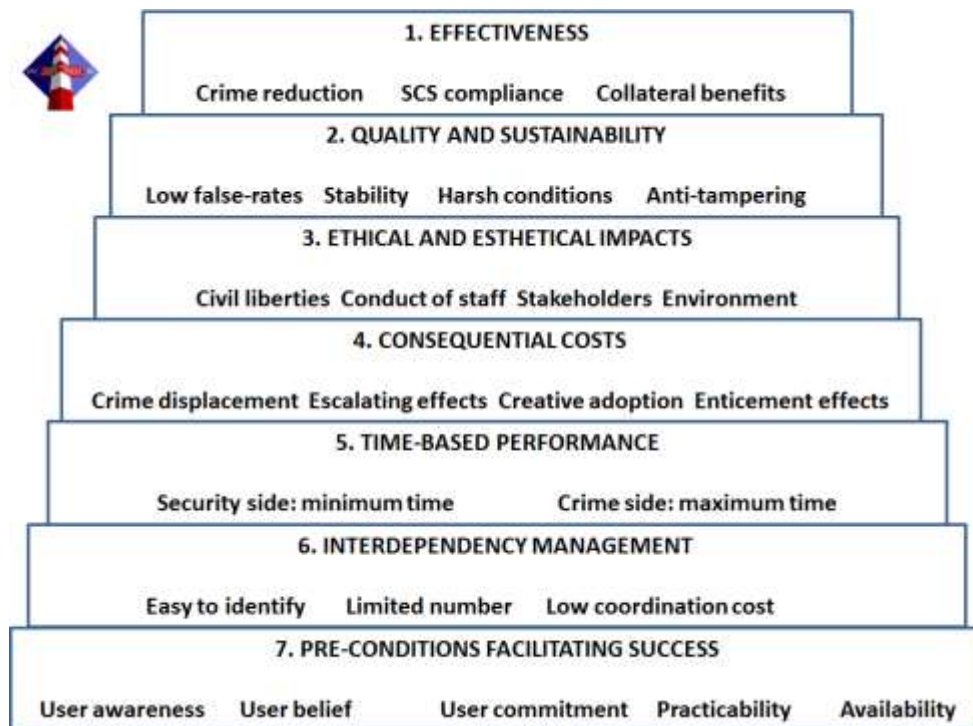 1. EFFECTIVENESS
Crime reduction SCS compliance Collateral benefits
2. QUALITY AND SUSTAINABILITY
Low false-rates Stability Harsh conditions Anti-tampering
3. ETHICAL AND ESTHETICAL IMPACTS
Civil liberties Conduct of staff Stakeholders Environment
4. CONSEQUENTIAL COSTS
Crime displacement Escalating effects Creative adoption Enticement effects
5. TIME-BASED PERFORMANCE
Security side: minimum time Crime side: maximum time
6. INTERDEPENDENCY MANAGEMENT
Easy to identify Limited number Low coordination cost
7. PRE-CONDITIONS FACILITATING SUCCESS
User awareness User belief User commitment Practicability Availability